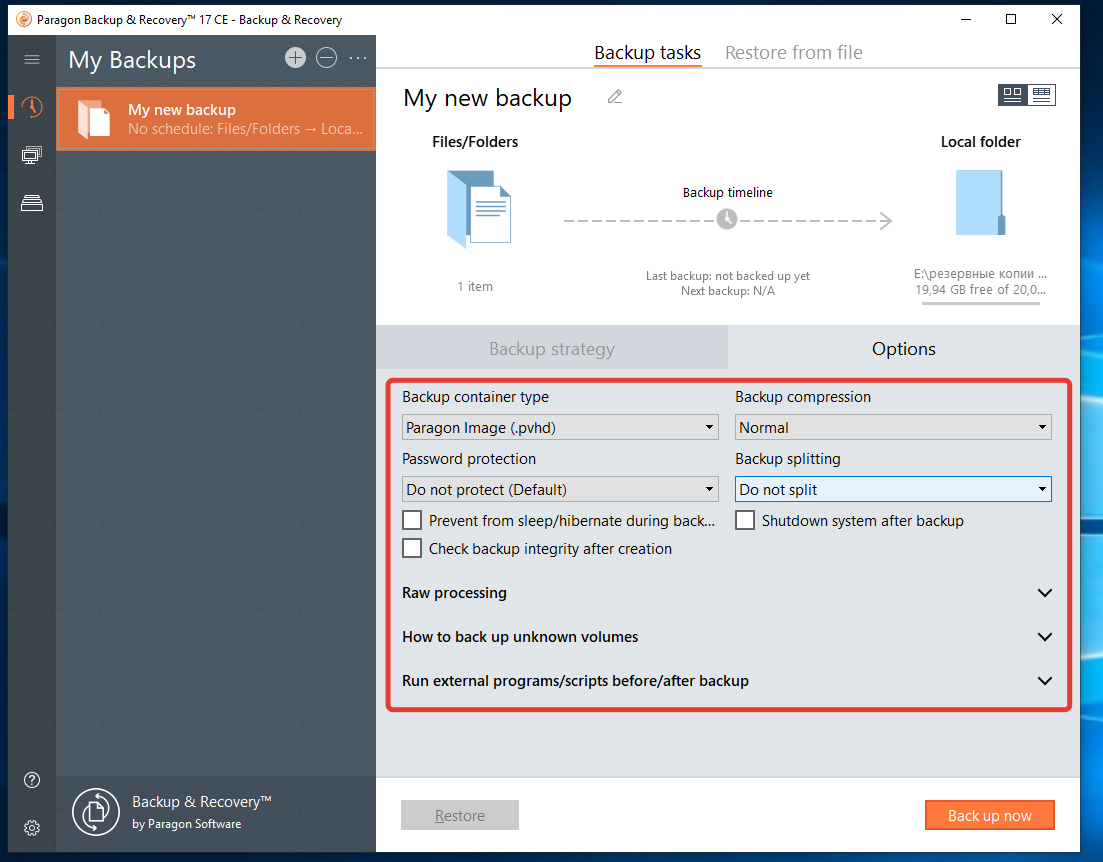 Paragon Backup & Recovery™ 17 CE - Backup & Recovery
My Backups
My new backup
No schedule: Files/Folders → Loca...
Backup tasks
Restore from file
My new backup
Files/Folders
Local folder
Backup timeline
1 item
Last backup: not backed up yet
Next backup: N/A
E:\резервные копии ...
19,94 GB free of 20,0...
Backup strategy
Options
Backup container type
Backup compression
Paragon Image (.pvhd)
Normal
Password protection
Backup splitting
Do not protect (Default)
Do not split
Prevent from sleep/hibernate during back...
Shutdown system after backup
Check backup integrity after creation
Raw processing
How to back up unknown volumes
Run external programs/scripts before/after backup
Backup & Recovery™
by Paragon Software
Restore
Back up now